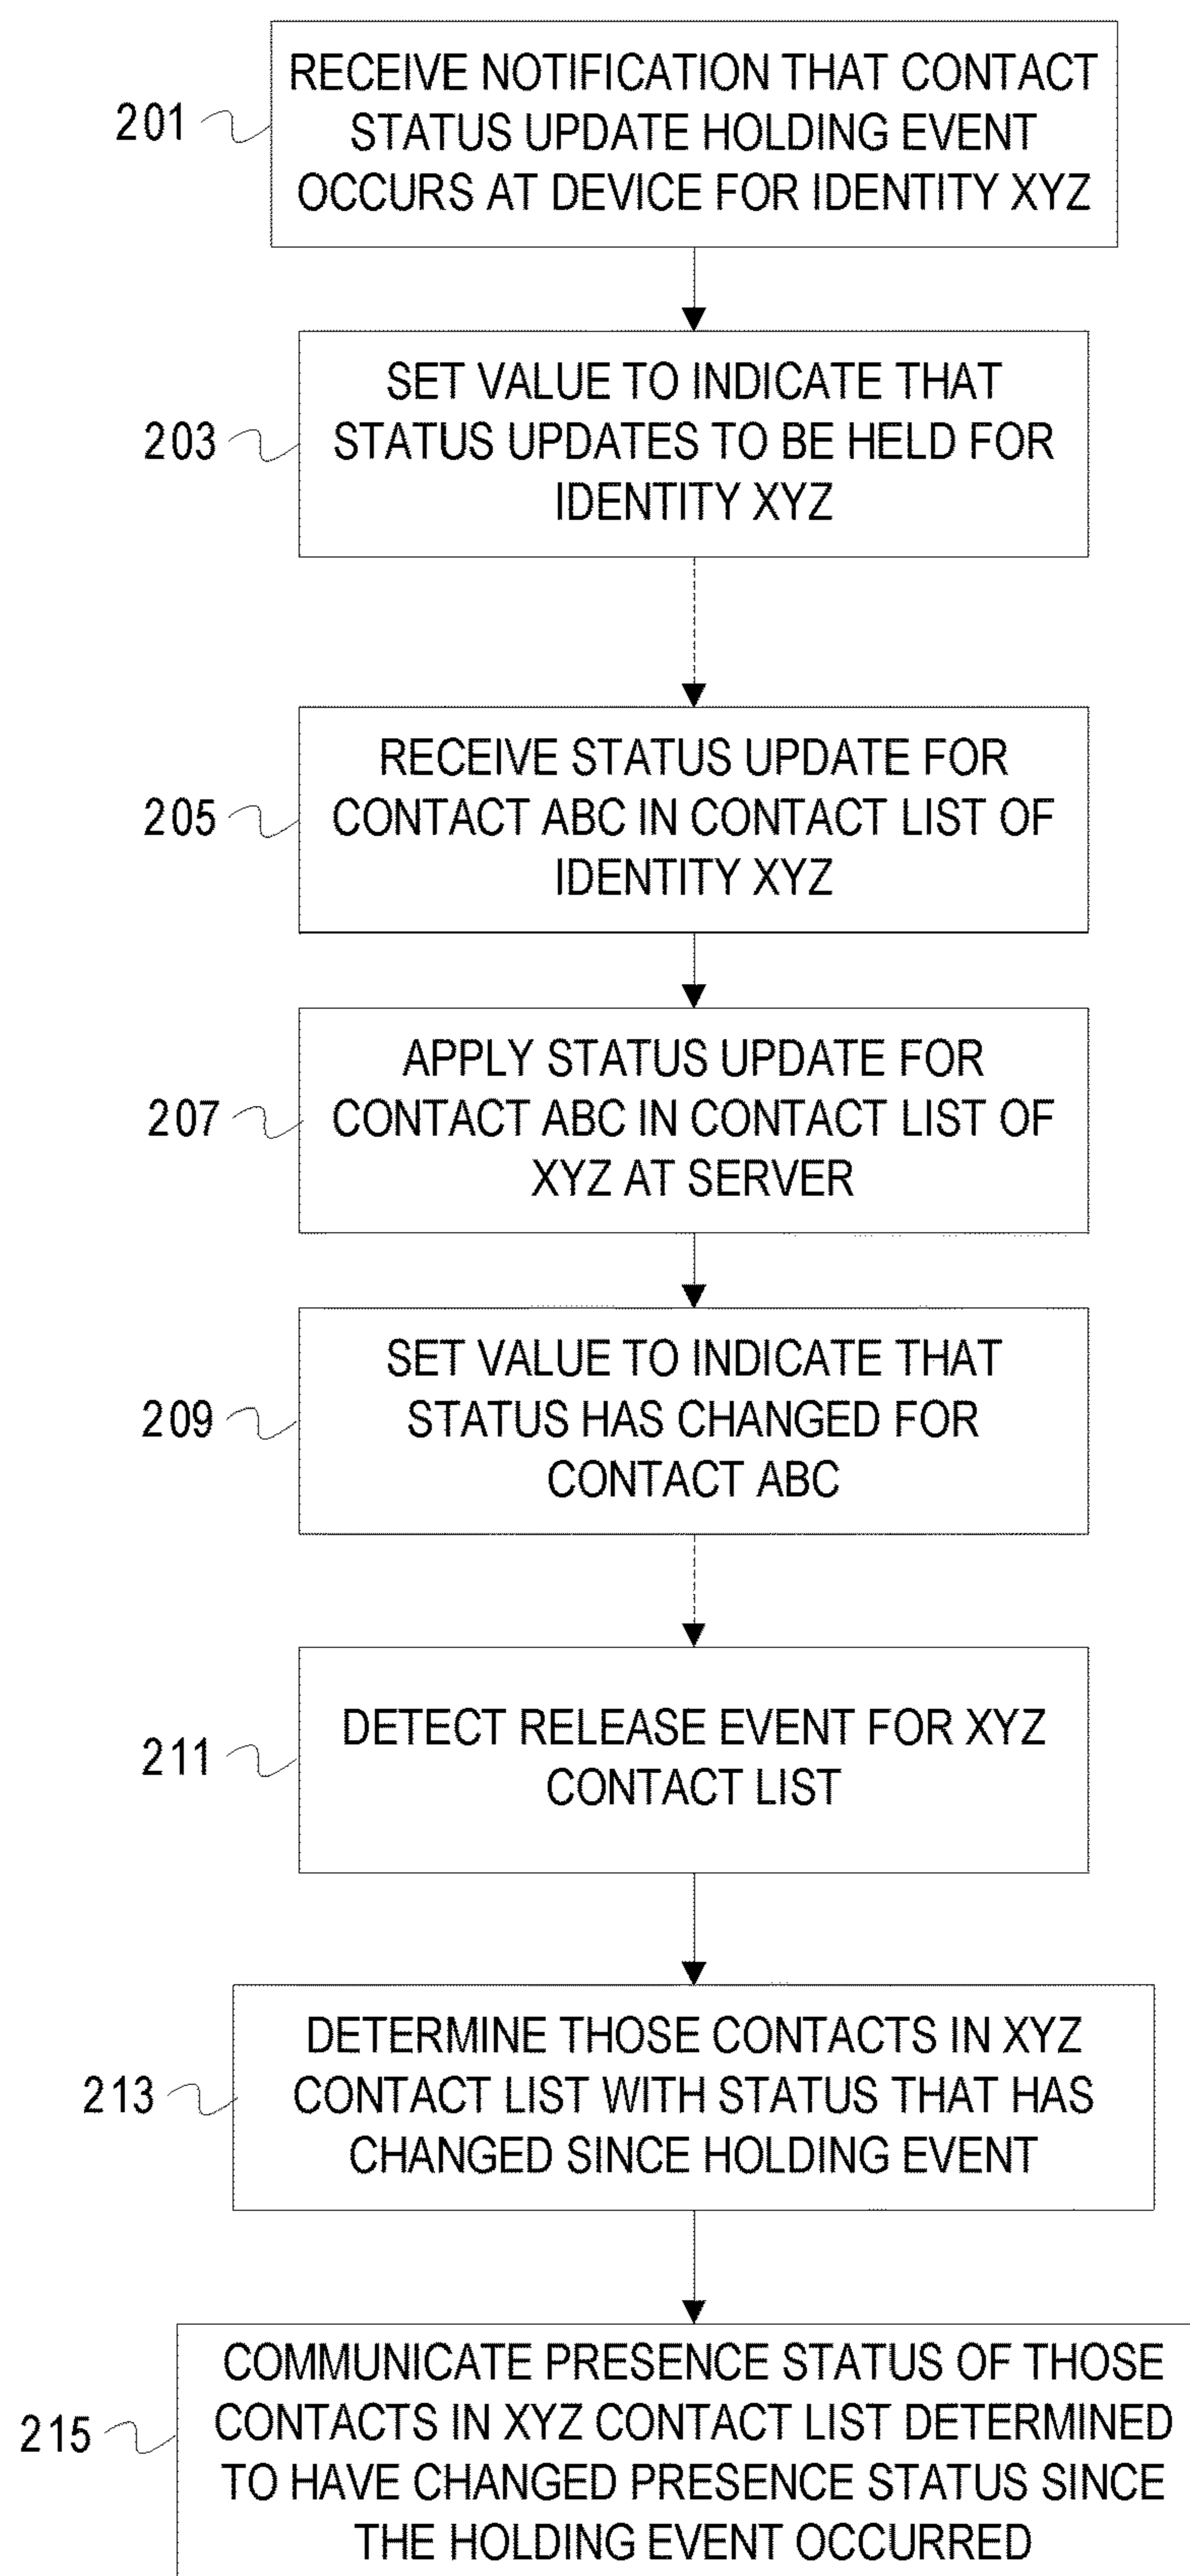 201
RECEIVE NOTIFICATION THAT CONTACT
STATUS UPDATE HOLDING EVENT
OCCURS AT DEVICE FOR IDENTITY XYZ
203
SET VALUE TO INDICATE THAT
STATUS UPDATES TO BE HELD FOR
IDENTITY XYZ
205
RECEIVE STATUS UPDATE FOR
CONTACT ABC IN CONTACT LIST OF
IDENTITY XYZ
207
APPLY STATUS UPDATE FOR
CONTACT ABC IN CONTACT LIST OF
XYZ AT SERVER
209
SET VALUE TO INDICATE THAT
STATUS HAS CHANGED FOR
CONTACT ABC
211
DETECT RELEASE EVENT FOR XYZ
CONTACT LIST
213
DETERMINE THOSE CONTACTS IN XYZ
CONTACT LIST WITH STATUS THAT HAS
CHANGED SINCE HOLDING EVENT
215
COMMUNICATE PRESENCE STATUS OF THOSE
CONTACTS IN XYZ CONTACT LIST DETERMINED
TO HAVE CHANGED PRESENCE STATUS SINCE
THE HOLDING EVENT OCCURRED